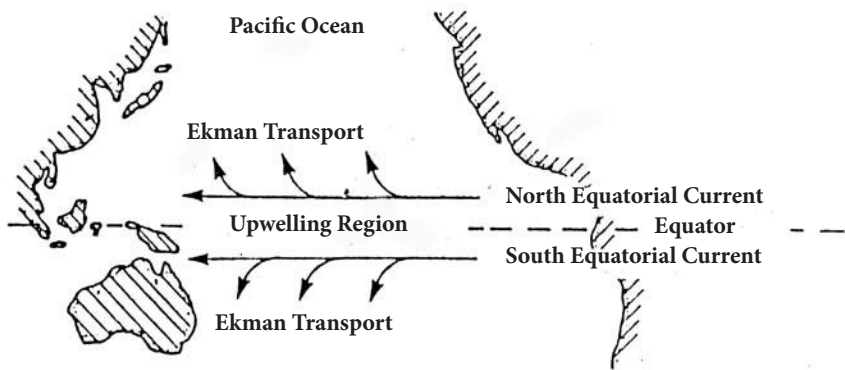 Pacific Ocean
Ekman Transport
North Equatorial Current
Upwelling Region
Equator
South Equatorial Current
Ekman Transport